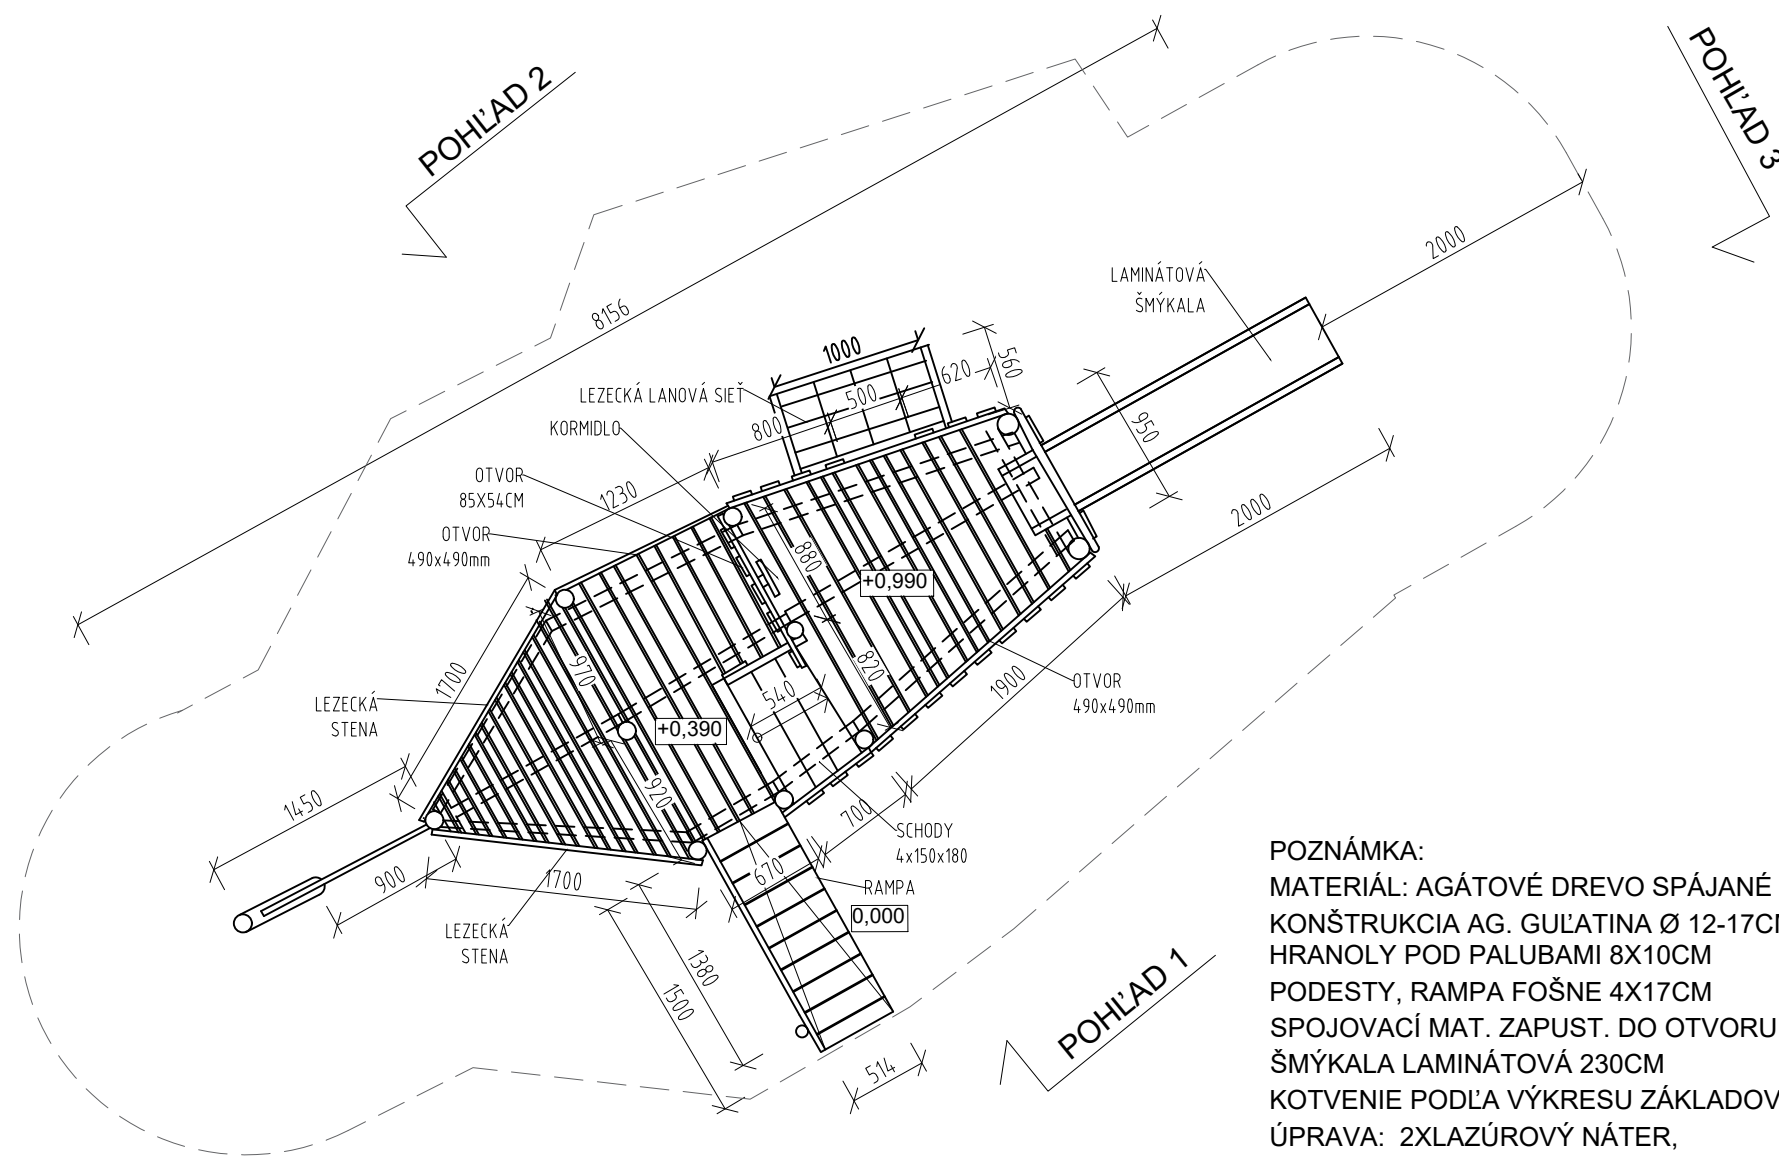 POHĽAD 2
POHĽAD 3
8156
2000
LAMINÁTOVÁ
ŠMÝKALA
1000
560
620
500
800
LEZECKÁ LANOVÁ SIEŤ
KORMIDLO
950
OTVOR
85X54CM
1230
OTVOR
490x490mm
2000
880
+0,990
820
1700
970
540
1900
OTVOR
490x490mm
LEZECKÁ
STENA
+0,390
1450
920
700
SCHODY
4x150x180
900
1700
670
RAMPA
0,000
LEZECKÁ
STENA
1380
1500
514
POHĽAD 1
POZNÁMKA:
MATERIÁL: AGÁTOVÉ DREVO SPÁJANÉ
KONŠTRUKCIA AG. GUĽATINA Ø 12-17C
HRANOLY POD PALUBAMI 8X10CM
PODESTY, RAMPA FOŠNE 4X17CM
SPOJOVACÍ MAT. ZAPUST. DO OTVORU
ŠMÝKALA LAMINÁTOVÁ 230CM
KOTVENIE PODĽA VÝKRESU ZÁKLADOV
ÚPRAVA: 2XLAZÚROVÝ NÁTER,